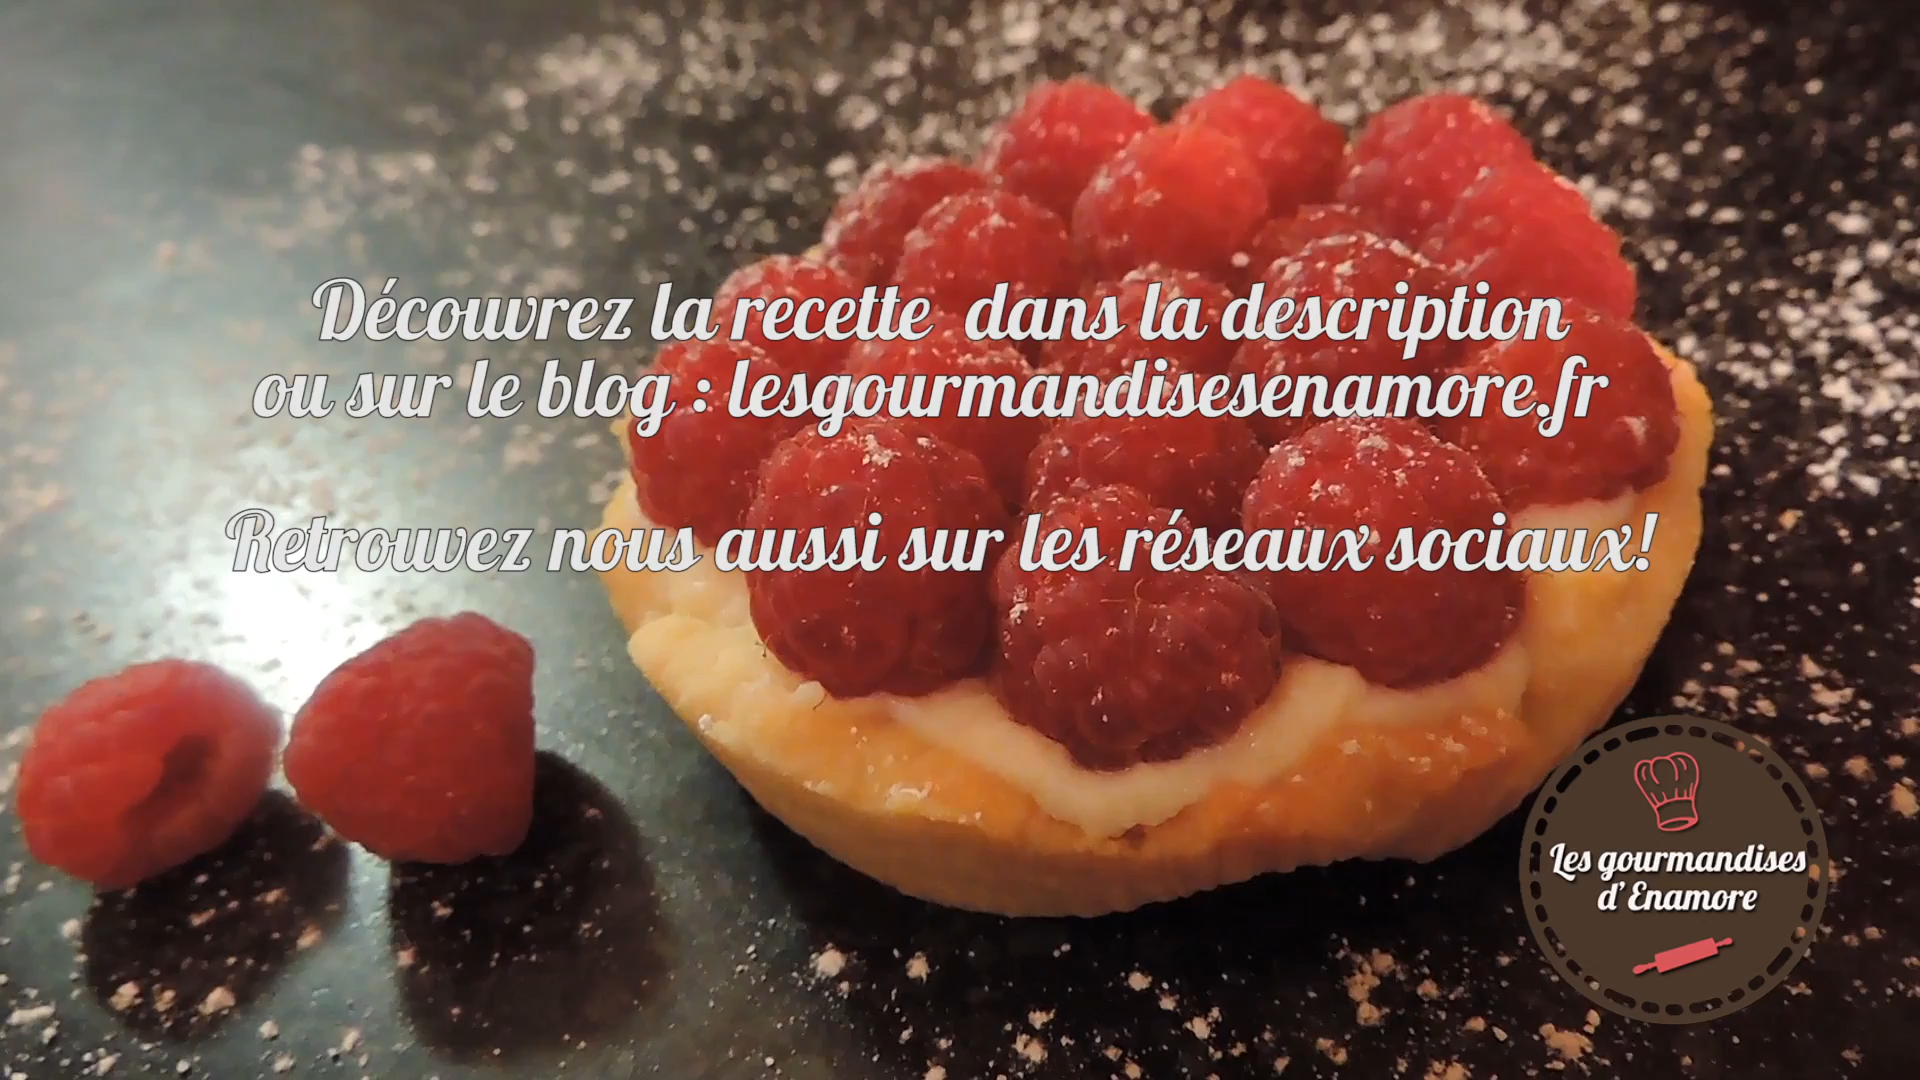 Découvrez la recette dans la description
ou sur le blog : lesgourmandisesenamore.fr
Retrouvez nous aussi sur les réseaux sociaux!
Les gourmandises
d'Enamore